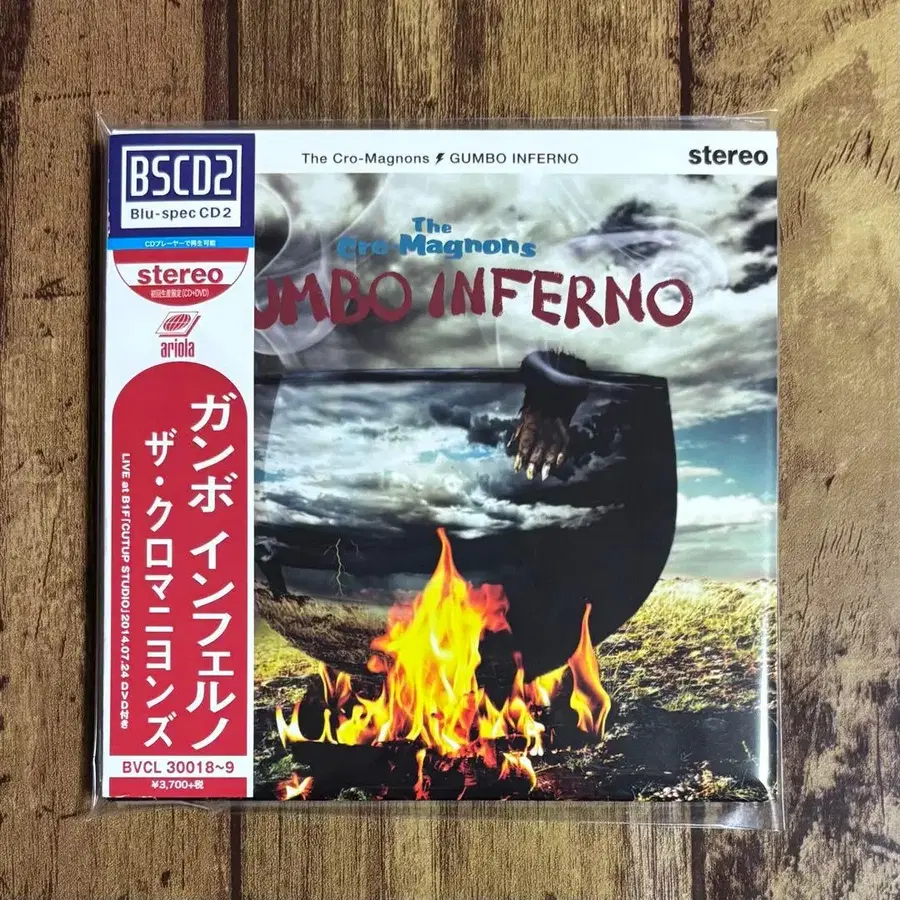 BSCD2
Blu-spec CD2
CDプレーヤーで再生可能
stereo
初回生産限定(CD+DVD)
ariola
ガンボ インフェルノ
ザ・クロマニヨンズ
LIVE at B1F「CUTUP STUDIO」2014.07.24 DVD付き
BVCL 30018~9
¥3,700+税
The Cro-Magnons GUMBO INFERNO
stereo
The
Cro-Magnons
UMBO INFERNO